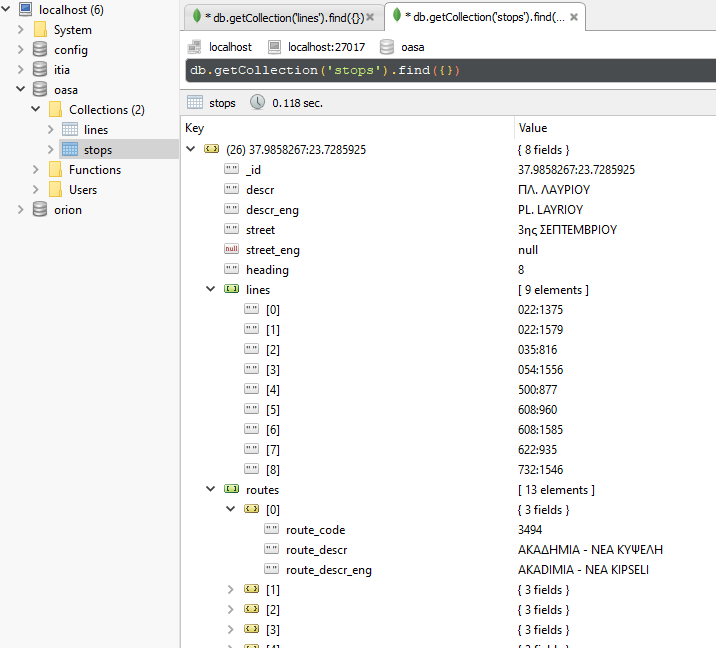 localhost (6)
System
config
itia
oasa
Collections (2)
lines
stops
Functions
Users
orion
* db.getCollection('lines').find({})
* db.getCollection('stops').find(...
localhost
localhost:27017
oasa
db.getCollection('stops').find({})
stops
0.118 sec.
Key Value
(26) 37.9858267:23.7285925 { 8 fields }
_id 37.9858267:23.7285925
descr ΠΛ. ΛΑΥΡΙΟΥ
descr_eng PL. LAYRIOU
street 3ης ΣΕΠΤΕΜΒΡΙΟΥ
null street_eng null
heading 8
lines [ 9 elements ]
[0] 022:1375
[1] 022:1579
[2] 035:816
[3] 054:1556
[4] 500:877
[5] 608:960
[6] 608:1585
[7] 622:935
[8] 732:1546
routes [ 13 elements ]
[0] { 3 fields }
route_code 3494
route_descr ΑΚΑΔΗΜΙΑ - ΝΕΑ ΚΥΨΕΛΗ
route_descr_eng AKADIMIA - NEA KIPSELI
[1] { 3 fields }
[2] { 3 fields }
[3] { 3 fields }